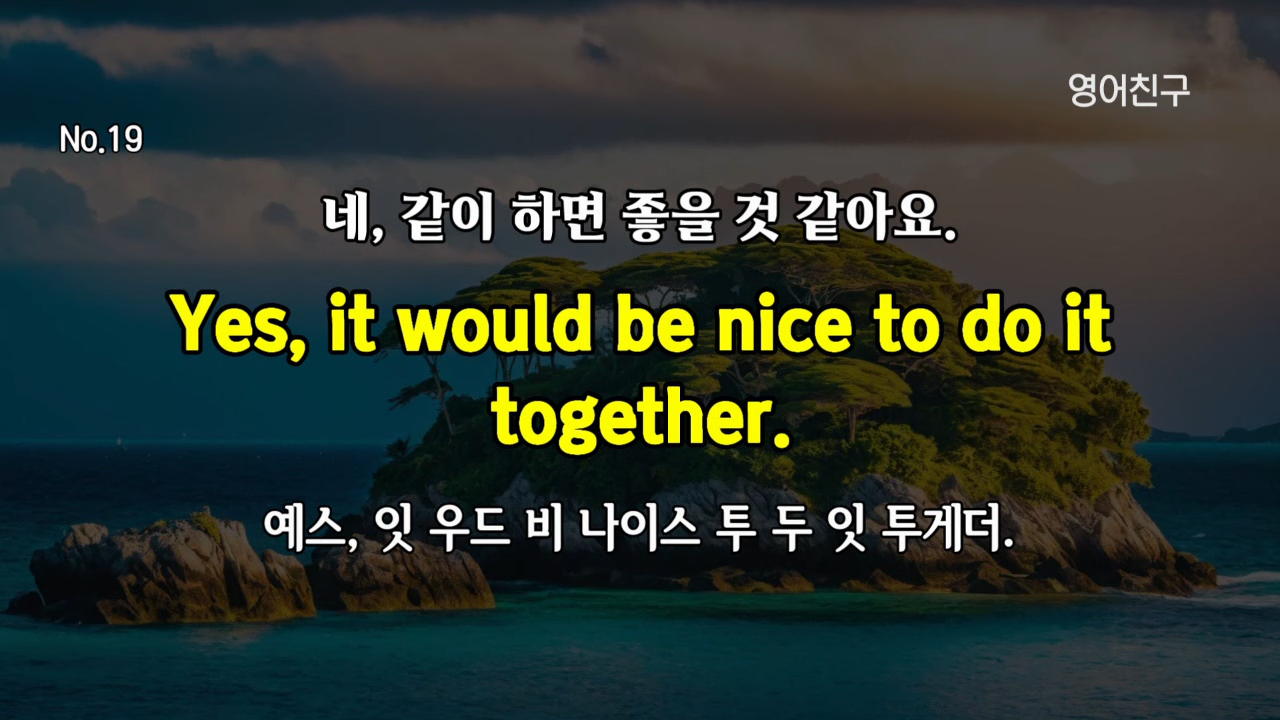 영어친구
No.19
네, 같이 하면 좋을 것 같아요.
Yes, it would be nice to do it
together.
예스, 잇 우드 비 나이스 투 두 잇 투게더.